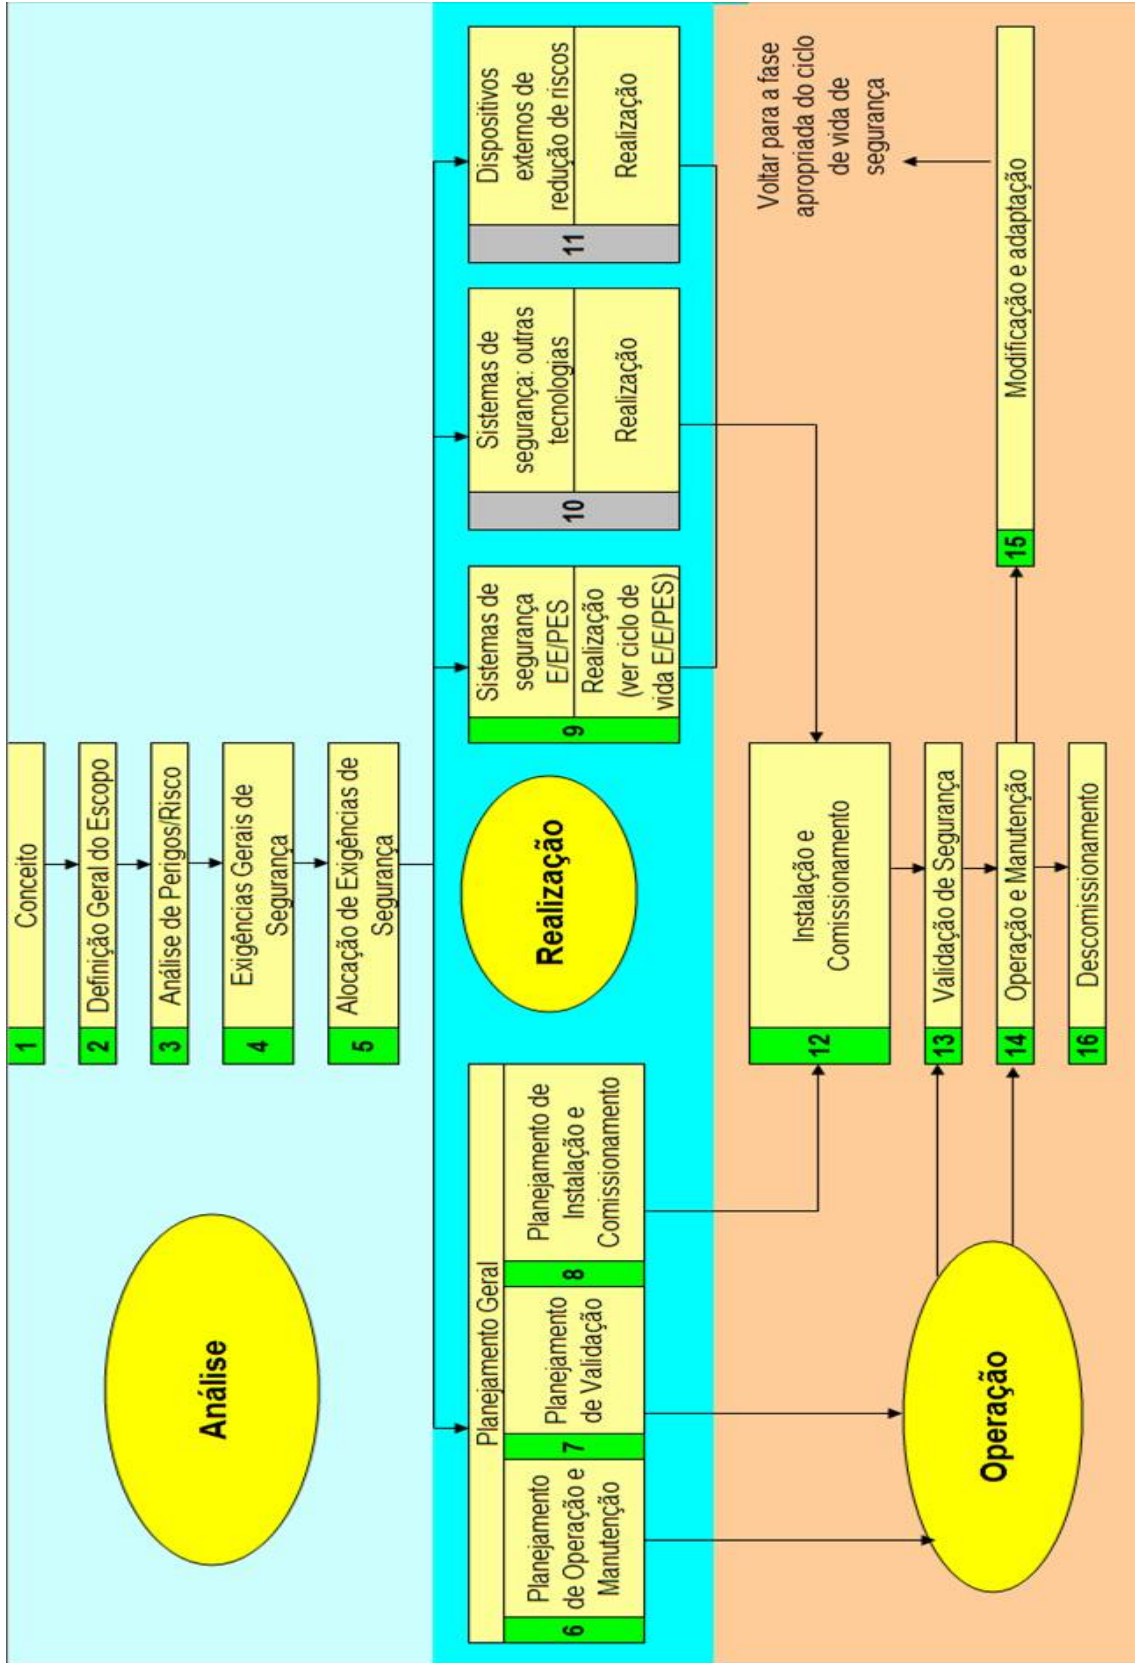 1
Conceito
2
Definição Geral do Escopo
3
Análise de Perigos/Risco
4
Exigências Gerais de
Segurança
5
Alocação de Exigências de
Segurança
Análise
Planejamento Geral
6
Planejamento
de Operação e
Manutenção
7
Planejamento
de Validação
8
Planejamento de
Instalação e
Comissionamento
Realização
9
Sistemas de
segurança
E/E/PES
Realização
(ver ciclo de
vida E/E/PES)
10
Sistemas de
segurança: outras
tecnologias
Realização
11
Dispositivos
externos de
redução de riscos
Realização
12
Instalação e
Comissionamento
13
Validação de Segurança
14
Operação e Manutenção
16
Descomissionamento
Operação
15
Modificação e adaptação
Voltar para a fase
apropriada do ciclo
de vida de
segurança